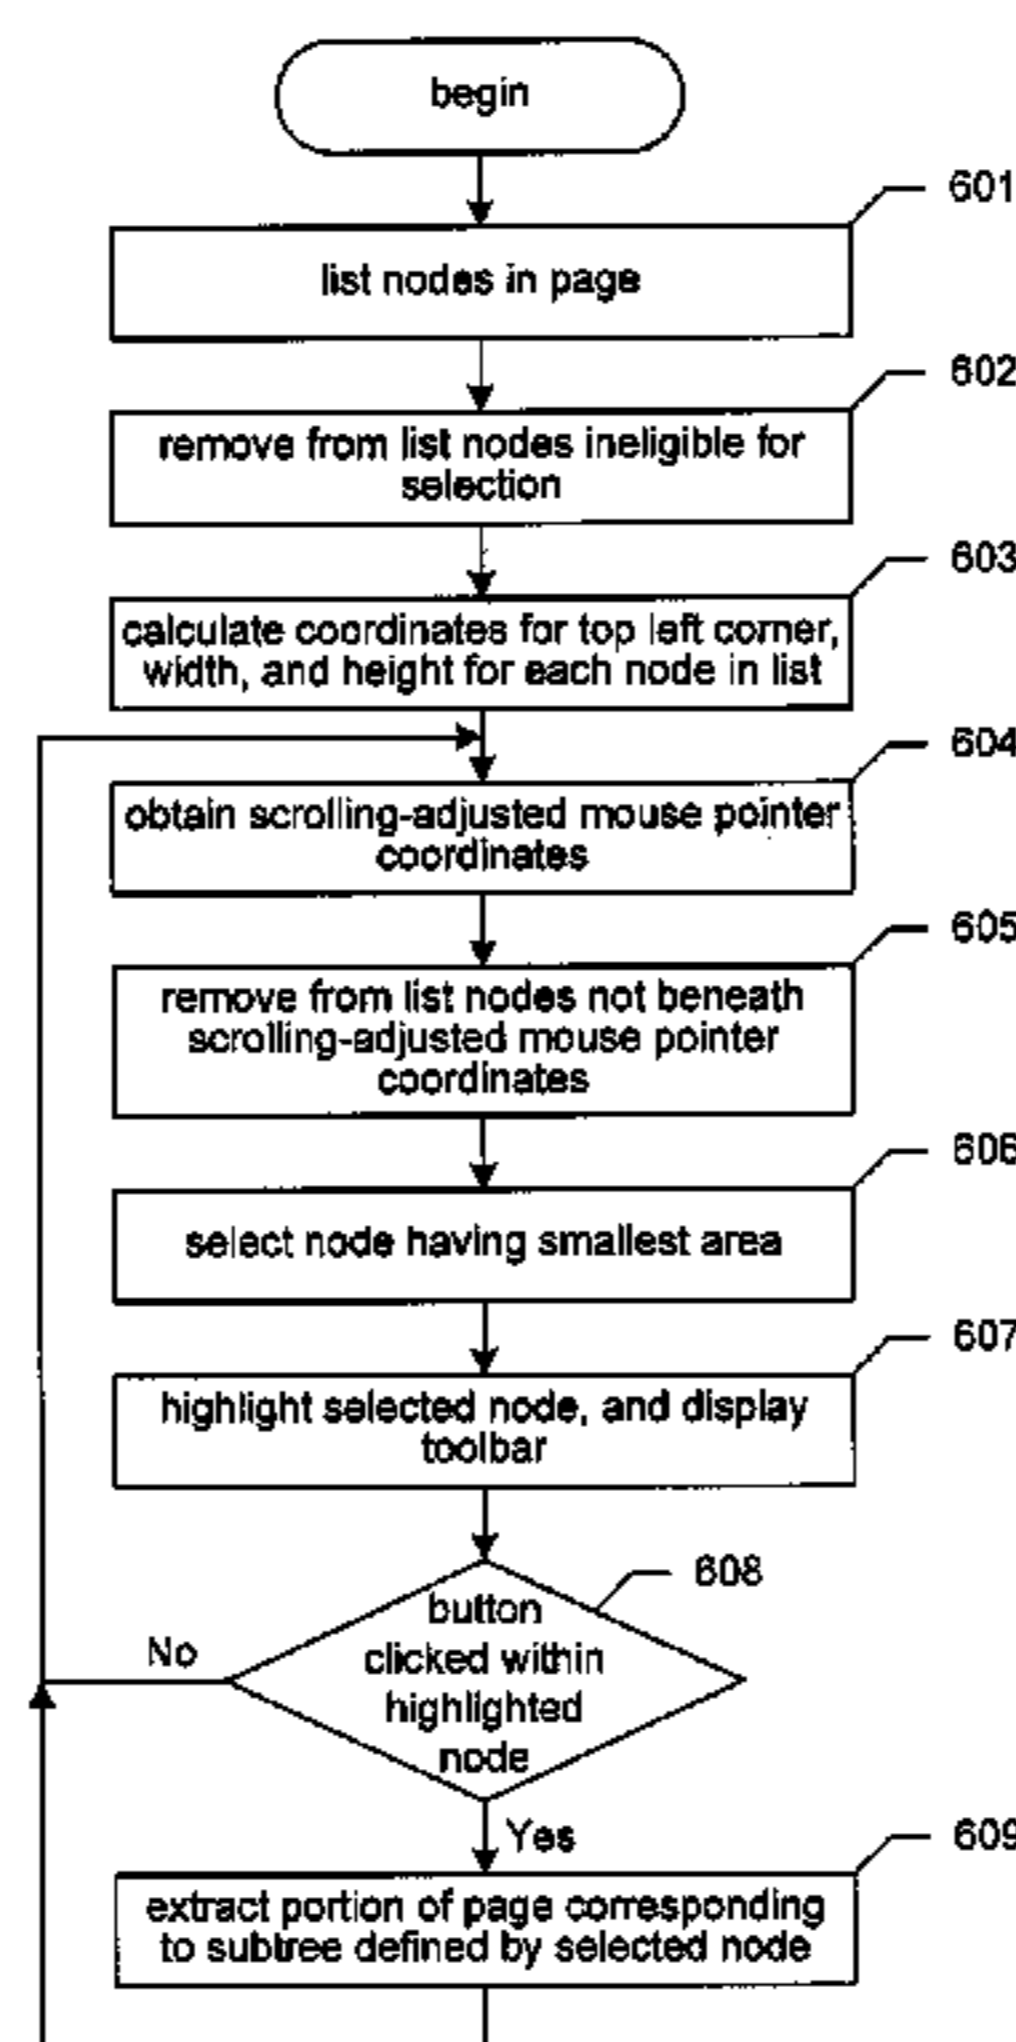 begin
601
list nodes in page
602
remove from list nodes ineligible for
selection
603
calculate coordinates for top left corner,
width, and height for each node in list
604
obtain scrolling-adjusted mouse pointer
coordinates
605
remove from list nodes not beneath
scrolling-adjusted mouse pointer
coordinates
606
select node having smallest area
607
highlight selected node, and display
toolbar
608
button
clicked within
highlighted
node
No
Yes
609
extract portion of page corresponding
to subtree defined by selected node